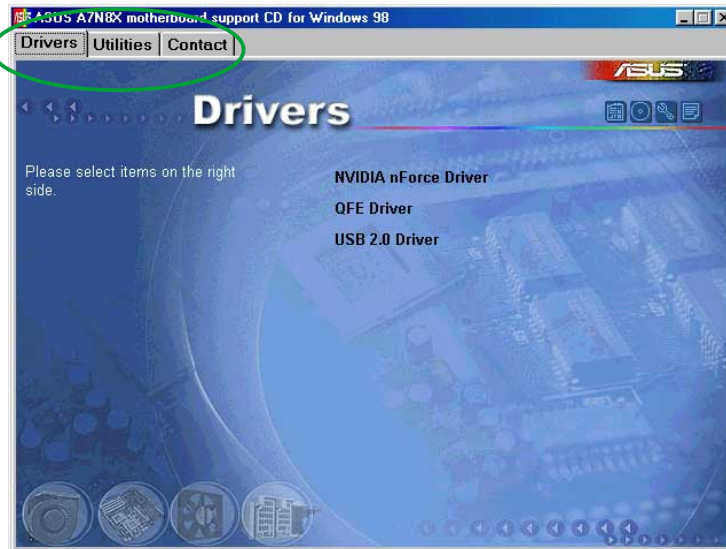 ASUS A7N8X motherboard support CD for Windows 98
Drivers Utilities Contact
ASUS
Drivers
Please select items on the right
side.
NVIDIA nForce Driver
QFE Driver
USB 2.0 Driver